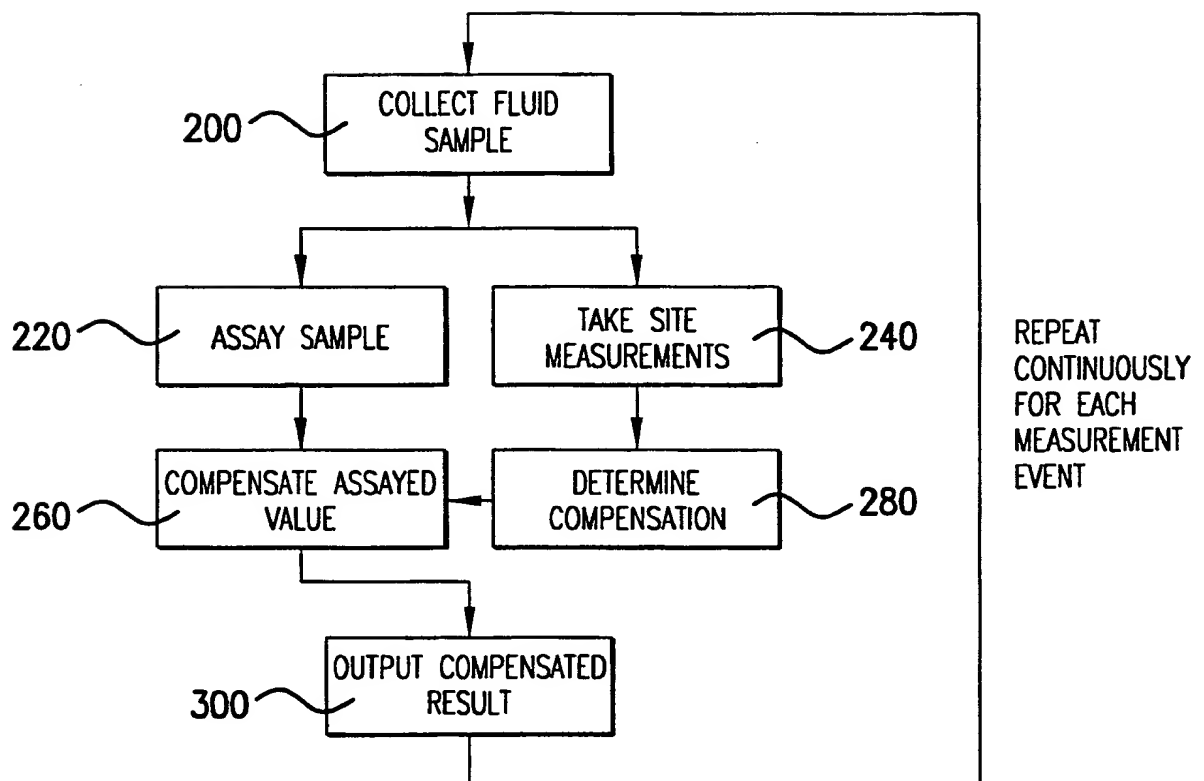 COLLECT FLUID
SAMPLE
200
ASSAY SAMPLE
220
TAKE SITE
MEASUREMENTS
240
REPEAT
CONTINUOUSLY
FOR EACH
MEASUREMENT
EVENT
COMPENSATE ASSAYED
VALUE
260
DETERMINE
COMPENSATION
280
OUTPUT COMPENSATED
RESULT
300